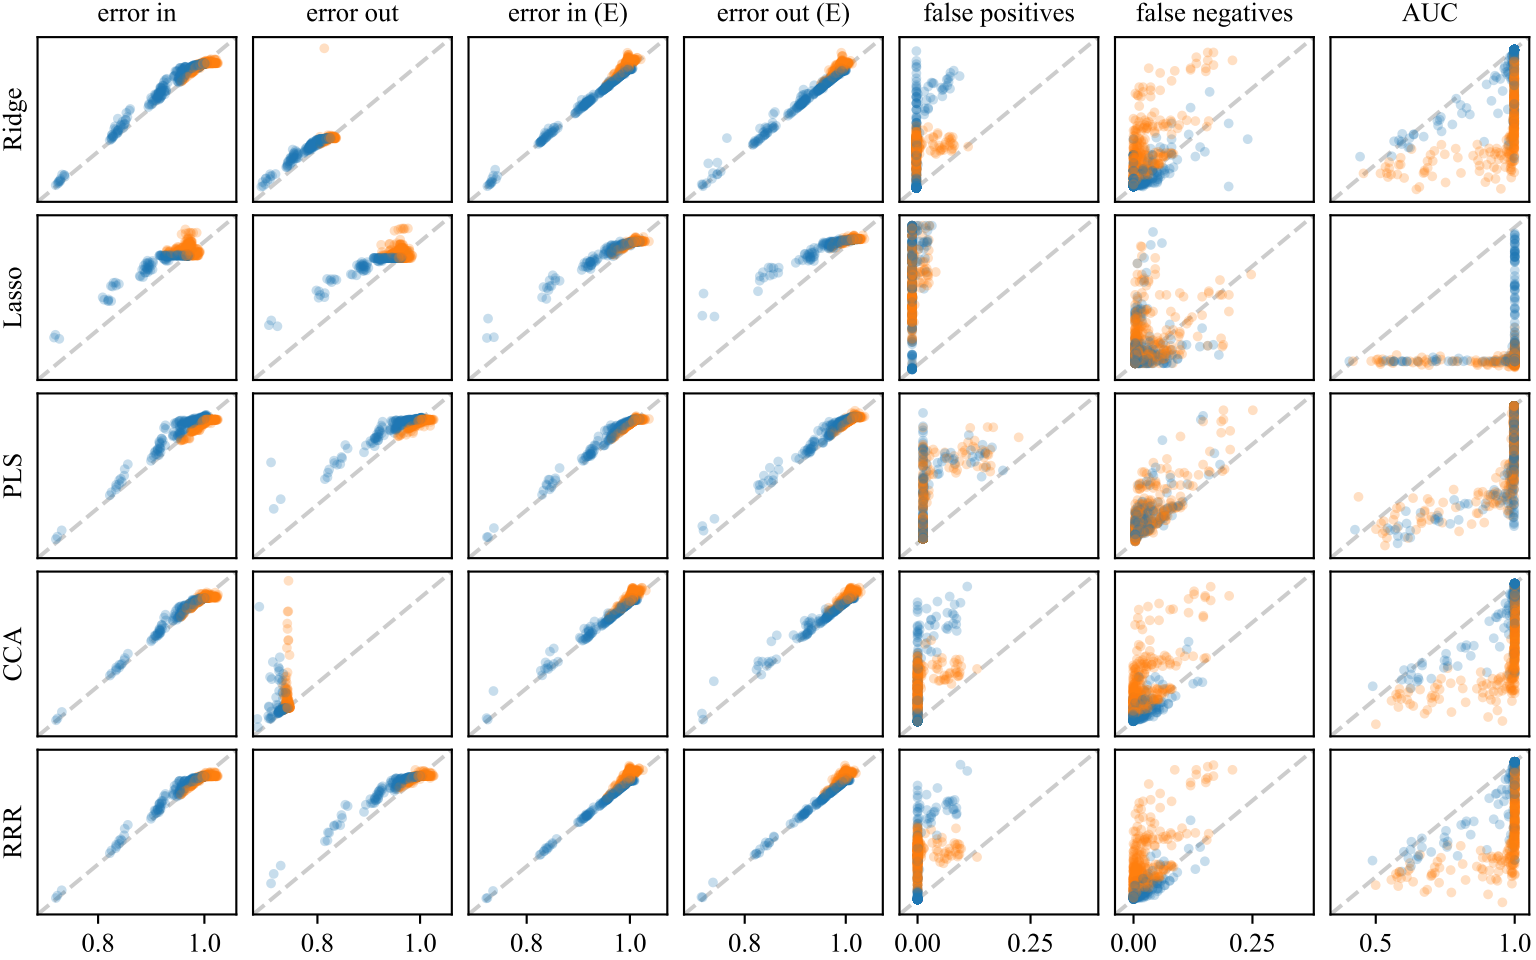 error in error out error in (E) error out (E) false positives false negatives AUC
Ridge
Lasso
PLS
CCA
RRR
0.8 1.0 0.8 1.0 0.8 1.0 0.8 1.0 0.00 0.25 0.00 0.25 0.5 1.0